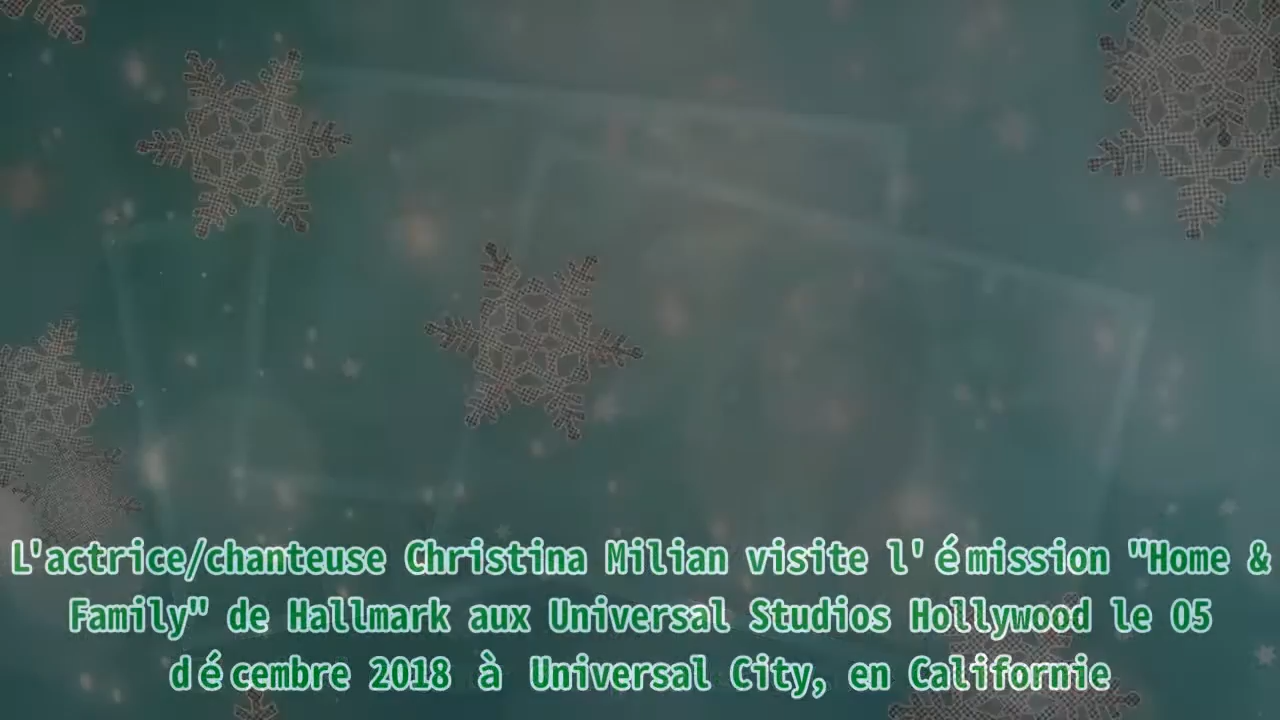 L'actrice/chanteuse Christina Milian visite l'émission "Home &
Family" de Hallmark aux Universal Studios Hollywood le 05
décembre 2018 à Universal City, en Californie